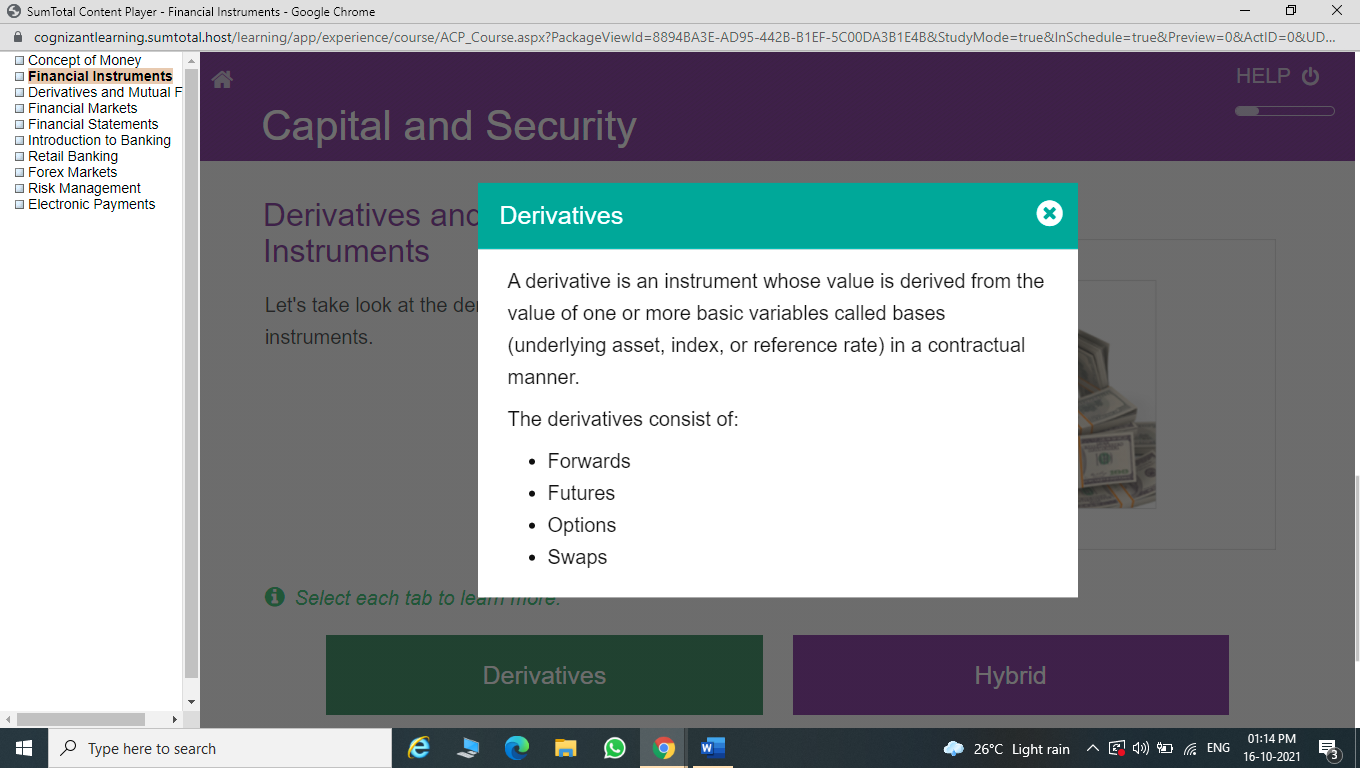 SumTotal Content Player - Financial Instruments - Google Chrome
cognizantlearning.sumtotal.host/learning/app/experience/course/ACP_Course.aspx?PackageViewId=8894BA3E-AD95-442B-B1EF-5C00DA3B1E4B&StudyMode=true&InSchedule=true&Preview=0&ActID=0&UD...
Concept of Money
Financial Instruments
Derivatives and Mutual F
Financial Markets
Financial Statements
Introduction to Banking
Retail Banking
Forex Markets
Risk Management
Electronic Payments
HELP
Capital and Security
Derivatives and
Instruments
Let's take look at the de
instruments.
Derivatives
A derivative is an instrument whose value is derived from the
value of one or more basic variables called bases
(underlying asset, index, or reference rate) in a contractual
manner.
The derivatives consist of:
• Forwards
• Futures
• Options
• Swaps
Select each tab to learn more.
Derivatives
Hybrid
Type here to search
26°C Light rain
ENG
01:14 PM
16-10-2021
3